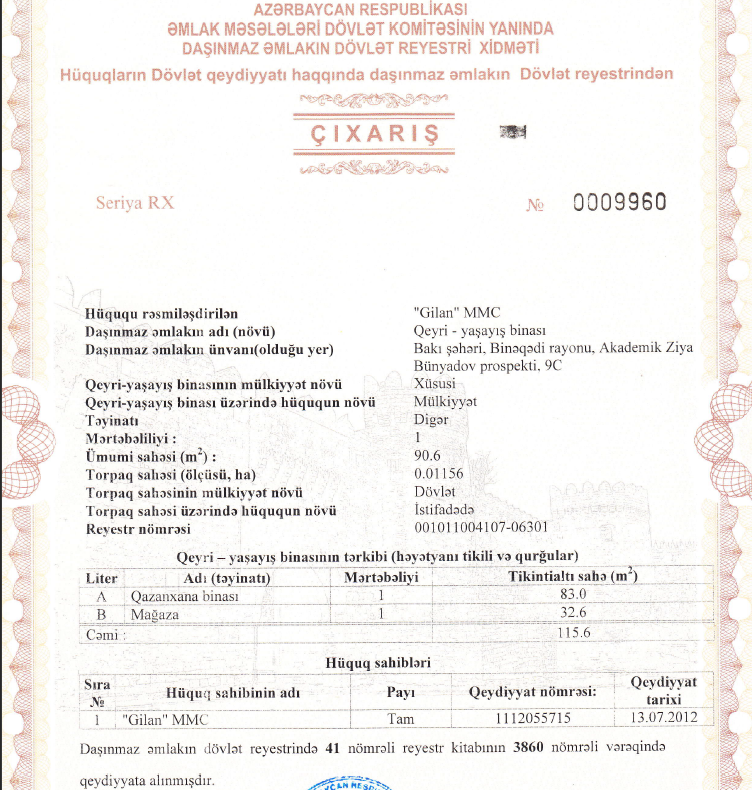 AZƏRBAYCAN RESPUBLİKASI
ƏMLAK MƏSƏLƏLƏRİ DÖVLƏT KOMİTƏSİNİN YANINDA
DAŞINMAZ ƏMLAKIN DÖVLƏT REYESTRİ XİDMƏTİ
Hüquqların Dövlət qeydiyyatı haqqında daşınmaz əmlakın Dövlət reyestrindən
ÇIXARIŞ
Seriya RX № 0009960
Hüququ rəsmiləşdirilən "Gilan" MMC
Daşınmaz əmlakın adı (növü) Qeyri - yaşayış binası
Daşınmaz əmlakın ünvanı(olduğu yer) Bakı şəhəri, Binəqədi rayonu, Akademik Ziya
Bünyadov prospekti, 9C
Qeyri-yaşayış binasının mülkiyyət növü Xüsusi
Qeyri-yaşayış binası üzərində hüququn növü Mülkiyyət
Təyinatı Digər
Mərtəbəliliyi : 1
Ümumi sahəsi (m²) : 90.6
Torpaq sahəsi (ölçüsü, ha) 0.01156
Torpaq sahəsinin mülkiyyət növü Dövlət
Torpaq sahəsi üzərində hüququn növü İstifadədə
Reyestr nömrəsi 001011004107-06301
Qeyri – yaşayış binasının tərkibi (həyətyanı tikili və qurğular)
Liter Adı (təyinatı) Mərtəbəliyi Tikintialtı sahə (m²)
A Qazanxana binası 1 83.0
B Mağaza 1 32.6
Cəmi : 115.6
Hüquq sahibləri
Sıra № Hüquq sahibinin adı Payı Qeydiyyat nömrəsi: Qeydiyyat tarixi
1 "Gilan" MMC Tam 1112055715 13.07.2012
Daşınmaz əmlakın dövlət reyestrində 41 nömrəli reyestr kitabının 3860 nömrəli vərəqində
qeydiyyata alınmışdır.